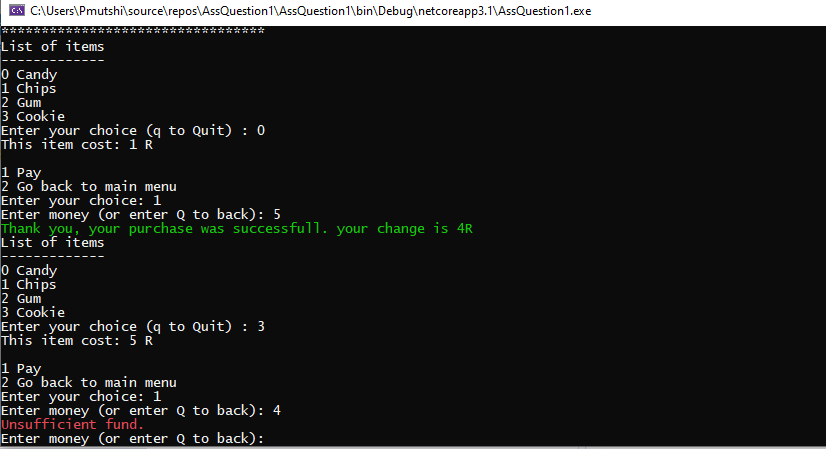 C:\Users\Pmutshi\source\repos\AssQuestion1\AssQuestion1\bin\Debug\netcoreapp3.1\AssQuestion1.exe
*********************************
List of items
-------------
0 Candy
1 Chips
2 Gum
3 Cookie
Enter your choice (q to Quit) : 0
This item cost: 1 R
1 Pay
2 Go back to main menu
Enter your choice: 1
Enter money (or enter Q to back): 5
Thank you, your purchase was successfull. your change is 4R
List of items
-------------
0 Candy
1 Chips
2 Gum
3 Cookie
Enter your choice (q to Quit) : 3
This item cost: 5 R
1 Pay
2 Go back to main menu
Enter your choice: 1
Enter money (or enter Q to back): 4
Unsufficient fund.
Enter money (or enter Q to back):